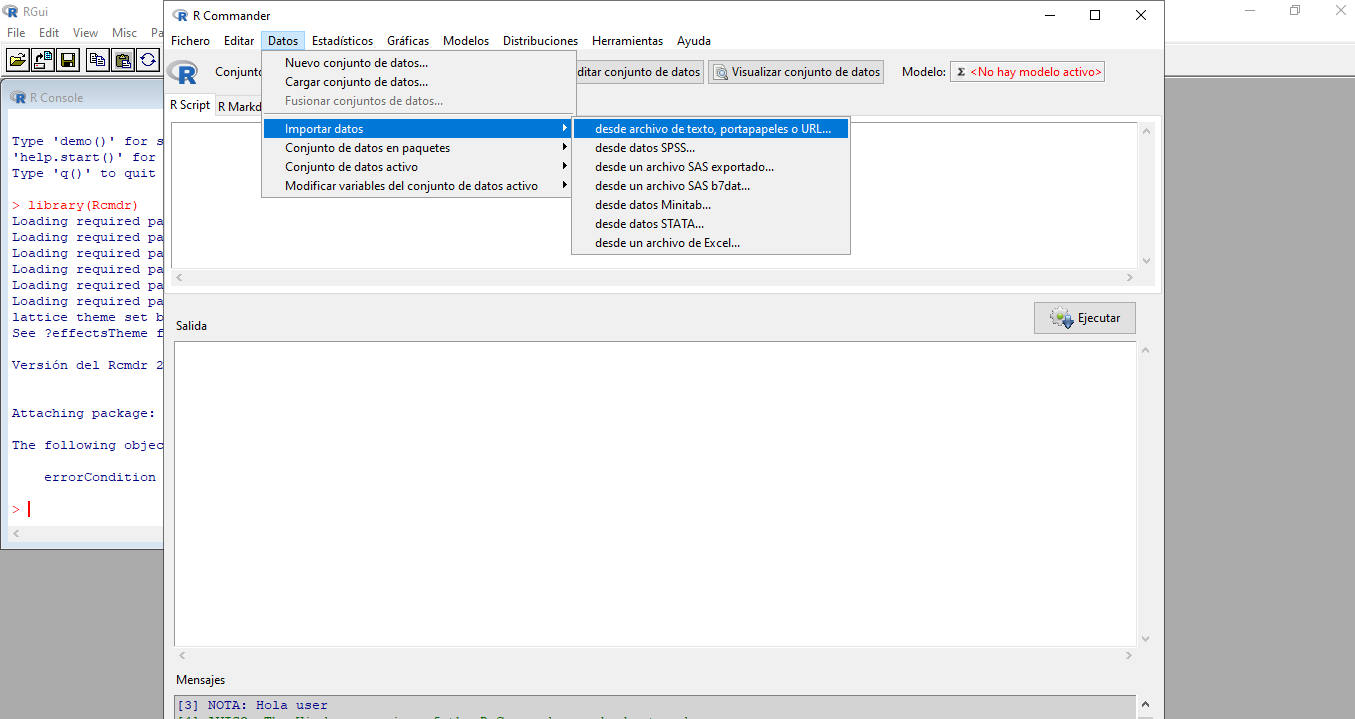 RGui
File Edit View Misc Pa
R Console
Type 'demo()' for s
'help.start()' for
Type 'q()' to quit
> library(Rcmdr)
Loading required pa
Loading required pa
Loading required pa
Loading required pa
Loading required pa
Loading required pa
lattice theme set b
See ?effectsTheme f
Versión del Rcmdr 2
Attaching package:
The following objec
errorCondition
>
R Commander
Fichero Editar Datos Estadísticos Gráficas Modelos Distribuciones Herramientas Ayuda
Conjunto
ditar conjunto de datos
Visualizar conjunto de datos
Modelo:
Σ <No hay modelo activo>
R Script
R Markd
Nuevo conjunto de datos...
Cargar conjunto de datos...
Fusionar conjuntos de datos...
Importar datos
Conjunto de datos en paquetes
Conjunto de datos activo
Modificar variables del conjunto de datos activo
desde archivo de texto, portapapeles o URL...
desde datos SPSS...
desde un archivo SAS exportado...
desde un archivo SAS b7dat...
desde datos Minitab...
desde datos STATA...
desde un archivo de Excel...
Salida
Ejecutar
Mensajes
[3] NOTA: Hola user